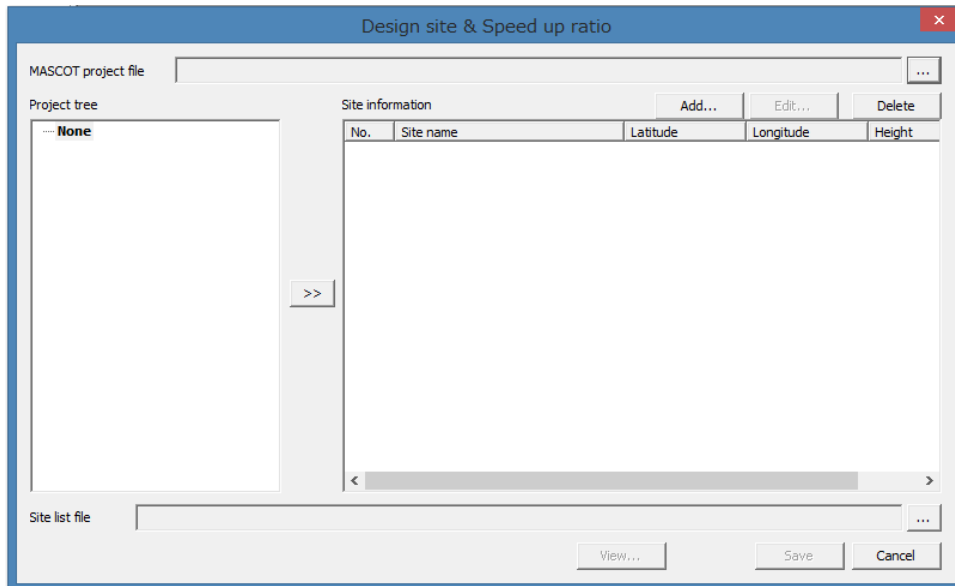 Design site & Speed up ratio
MASCOT project file ...
Project tree
Site information Add... Edit... Delete
None
No. Site name Latitude Longitude Height
>>
Site list file ...
View... Save Cancel